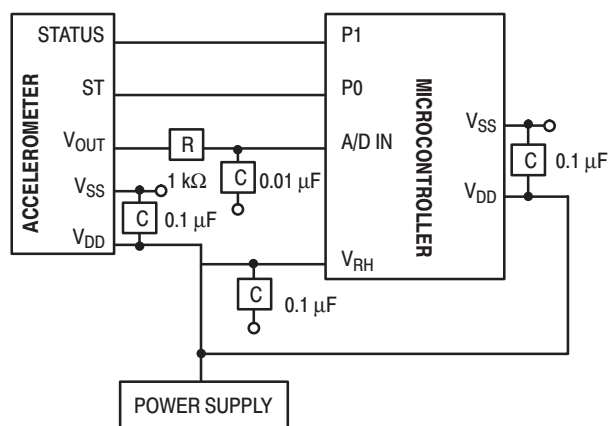 STATUS
ST
VOUT
VSS
VDD
ACCELEROMETER
R
1 kΩ
C
0.01 µF
C
0.1 µF
P1
P0
A/D IN
VRH
MICROCONTROLLER
VSS
VDD
C
0.1 µF
C
0.1 µF
POWER SUPPLY